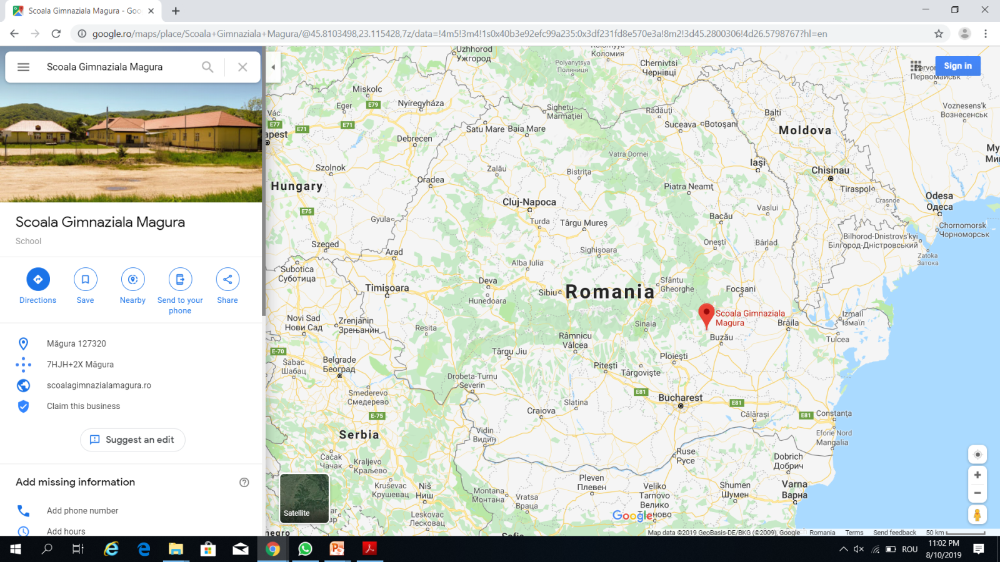 Scoala Gimnaziala Magura - Goo
google.ro/maps/place/Scoala+Gimnaziala+Magura/@45.8103498,23.115428,7z/data=!4m5!3m4!1s0x40b3e92efc99a235:0x3df231fd8e570e3a!8m2!3d45.2800306!4d26.5798767?hl=en
Scoala Gimnaziala Magura
Scoala Gimnaziala Magura
School
Directions
Save
Nearby
Send to your
phone
Share
Măgura 127320
7HJH+2X Măgura
scoalagimnazialamagura.ro
Claim this business
Suggest an edit
Add missing information
Add phone number
Add hours
Sign in
Uzhhorod
Ужгород
Коломия
Polyanytsya
Поляниця
Chernivtsi
Чернівці
Первомайськ
Voznesens'k
Вознесенськ
Miskolc
Eger
E79
Nyíregyháza
Vác
E77
E71
E71
apest
Sighetu
Marmației
Rădăuți
Balti
Satu Mare
Baia Mare
Suceava
Botoșani
Moldova
Debrecen
Vatra Dornei
Iași
Chisinau
Szolnok
Zalău
Bistrița
Oradea
Hungary
Piatra Neamț
Tiraspol
Crasnoe
Odesa
Одеса
Cluj-Napoca
E75
Gyula
Turda
Târgu Mureș
Bacău
Vaslui
Chornomorsk
Чорноморськ
Bilhorod-Dnistrovs'kyi
Білгород-Дністровський
Szeged
Arad
Sighișoara
Onești
Bârlad
Zatoka
Затока
Subotica
Суботица
Alba Iulia
Timișoara
Deva
Hunedoara
Sibiu
Romania
Sfântu
Gheorghe
Focșani
Scoala Gimnaziala
Magura
Novi Sad
Нови Сад
Zrenjanin
Зрењанин
Resita
Sinaia
Buzău
Brăila
Izmail
Ізмаїл
Tulcea
Râmnicu
Vâlcea
E-70
Šabac
Шабац
Belgrade
Београд
Târgu Jiu
Pitești
Ploiești
Târgoviște
Drobeta-Turnu
Severin
E81
Smederevo
Смедерево
Slatina
Bucharest
E81
E-75
Craiova
Călărași
E81
Constanța
Serbia
Vidin
Видин
Eforie Nord
Mangalia
Čačak
Чачак
Kraljevo
Краљево
Ruse
Русе
Dobrich
Добрич
Kruševac
Крушевац
Niš
Ниш
Montana
Монтана
Pleven
Плевен
Veliko
Tarnovo
Велико
Shumen
Шумен
Varna
Варна
Vratsa
Враца
Leskovac
Лесковац
Satellite
Google
Map data ©2019 GeoBasis-DE/BKG (©2009), Google Romania Terms Send feedback 50 km
ROU
11:02 PM
8/10/2019